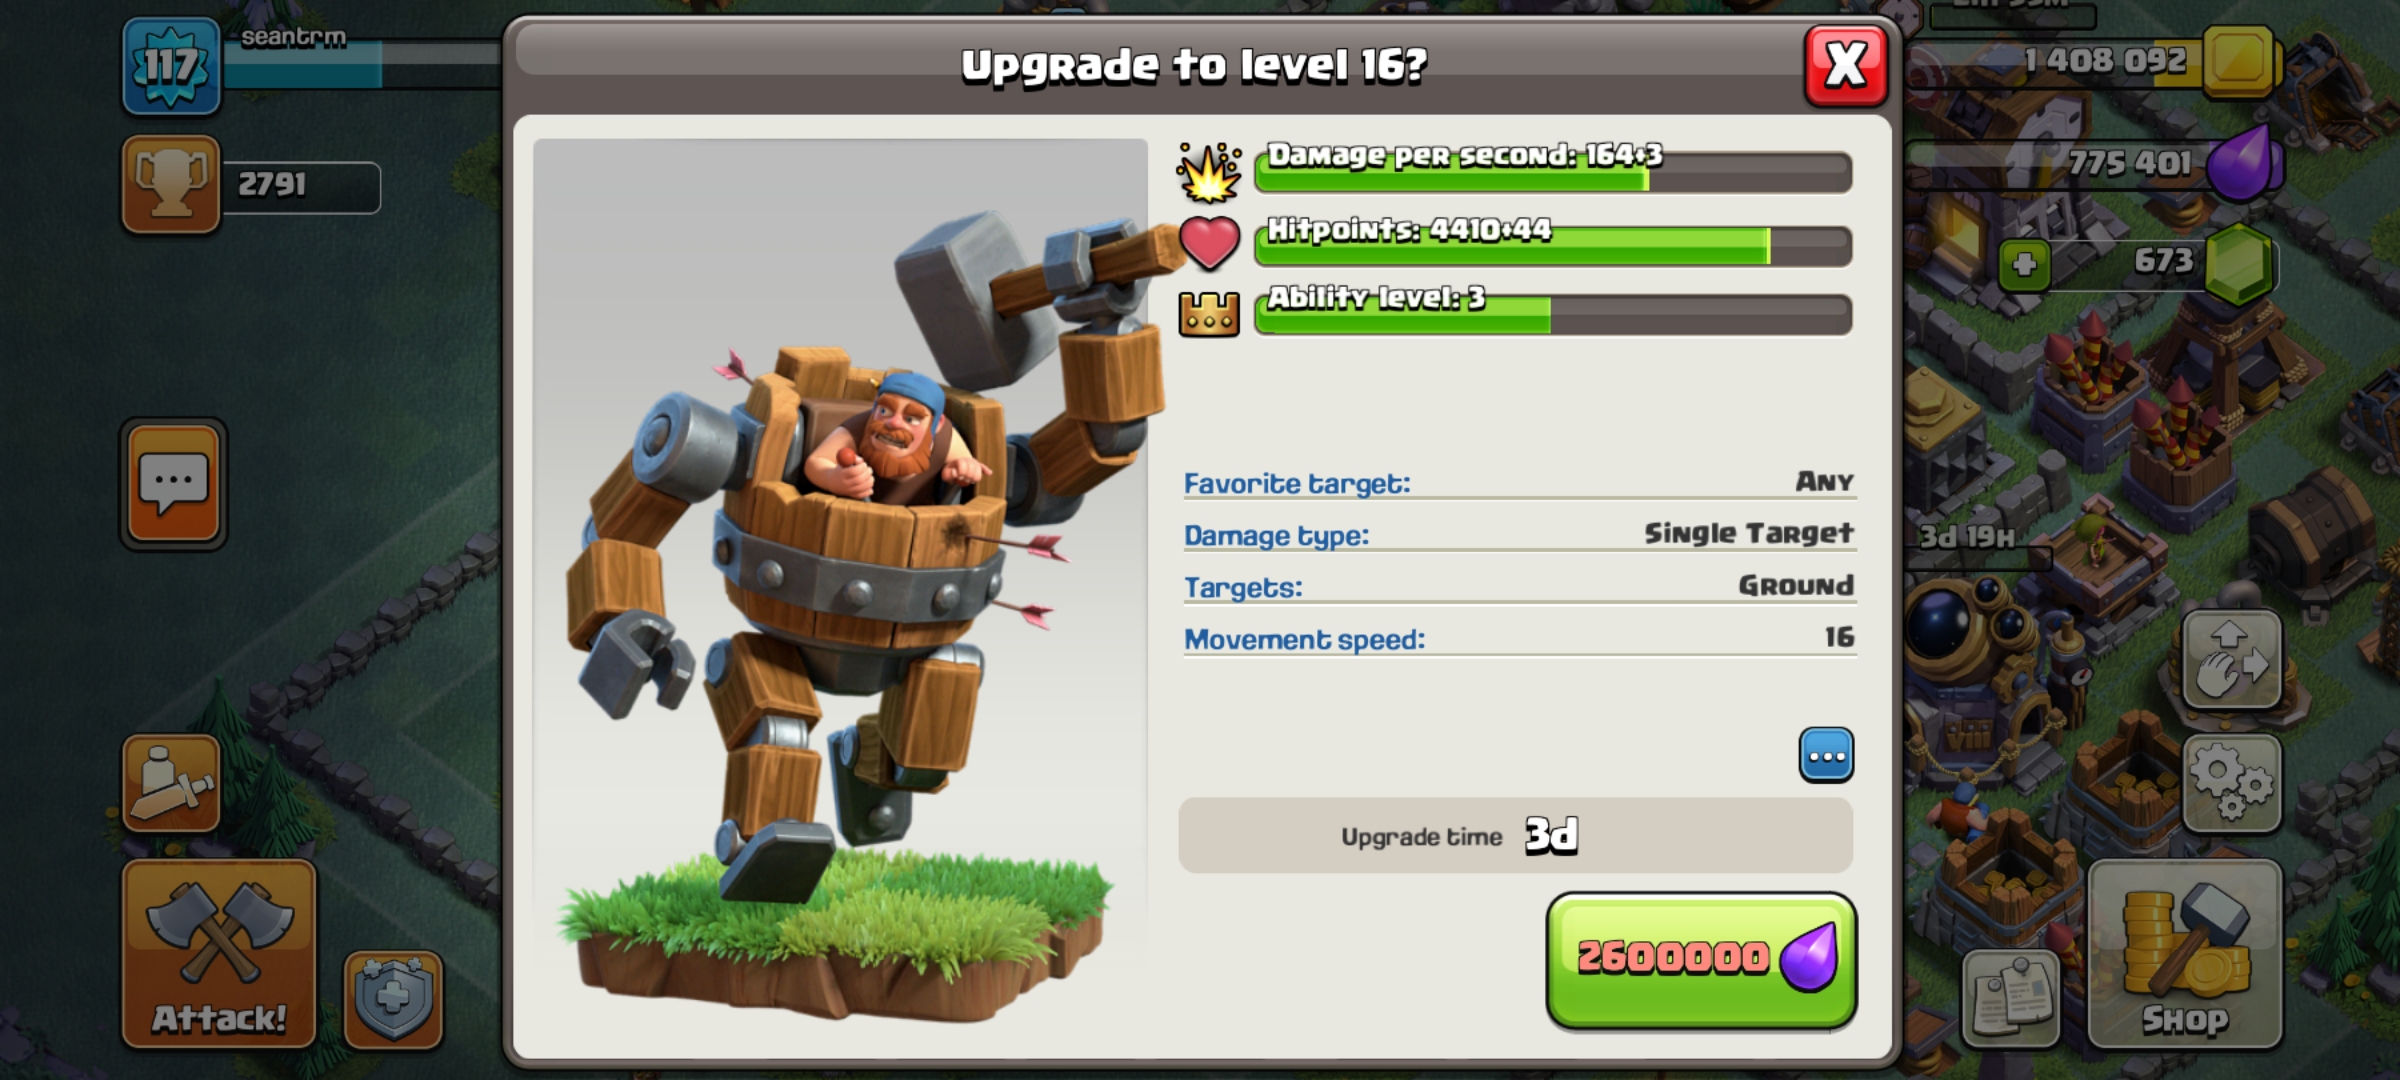 117
seantrm
2791
Upgrade to level 16?
X
1 408 092
775 401
673
Damage per second: 164+3
Hitpoints: 4410+44
Ability level: 3
Favorite target: Any
Damage type: Single Target
Targets: Ground
Movement speed: 16
3d 19H
VIII
Upgrade time 3d
2600000
Attack!
Shop